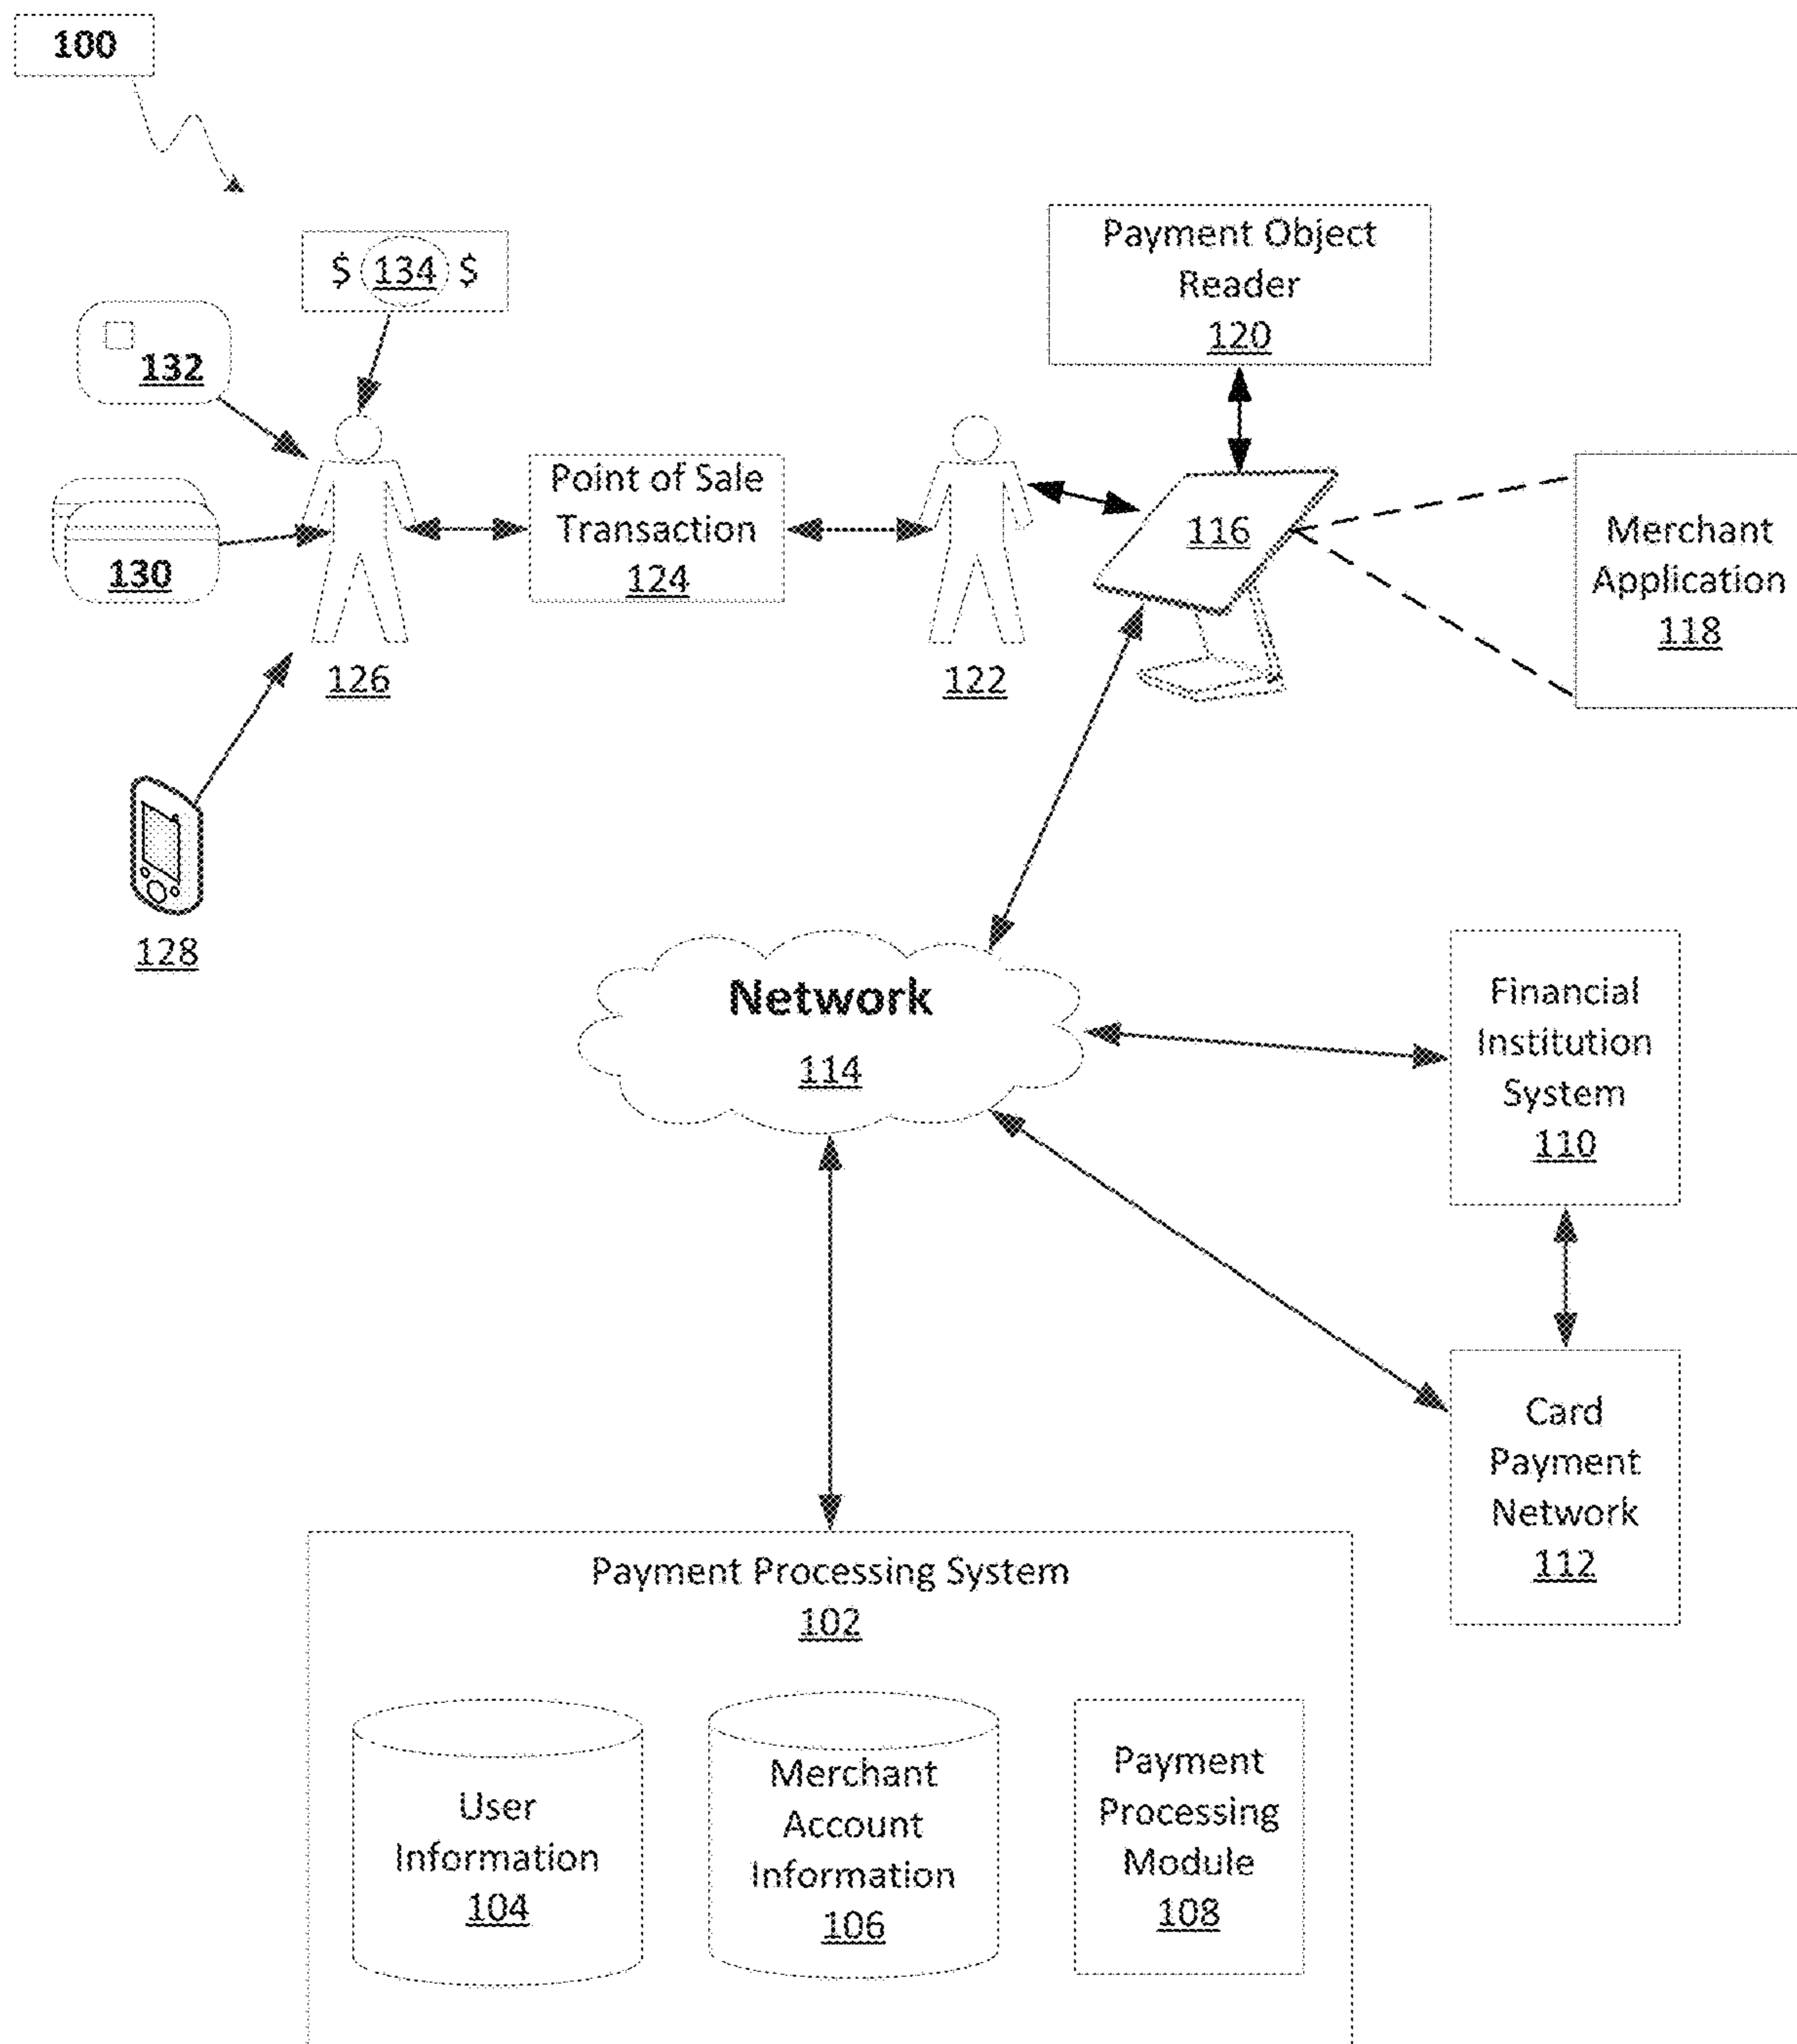 100
$ 134 $
132
130
128
126
Point of Sale
Transaction
124
122
Payment Object
Reader
120
116
Merchant
Application
118
Network
114
Financial
Institution
System
110
Card
Payment
Network
112
Payment Processing System
102
User
Information
104
Merchant
Account
Information
106
Payment
Processing
Module
108